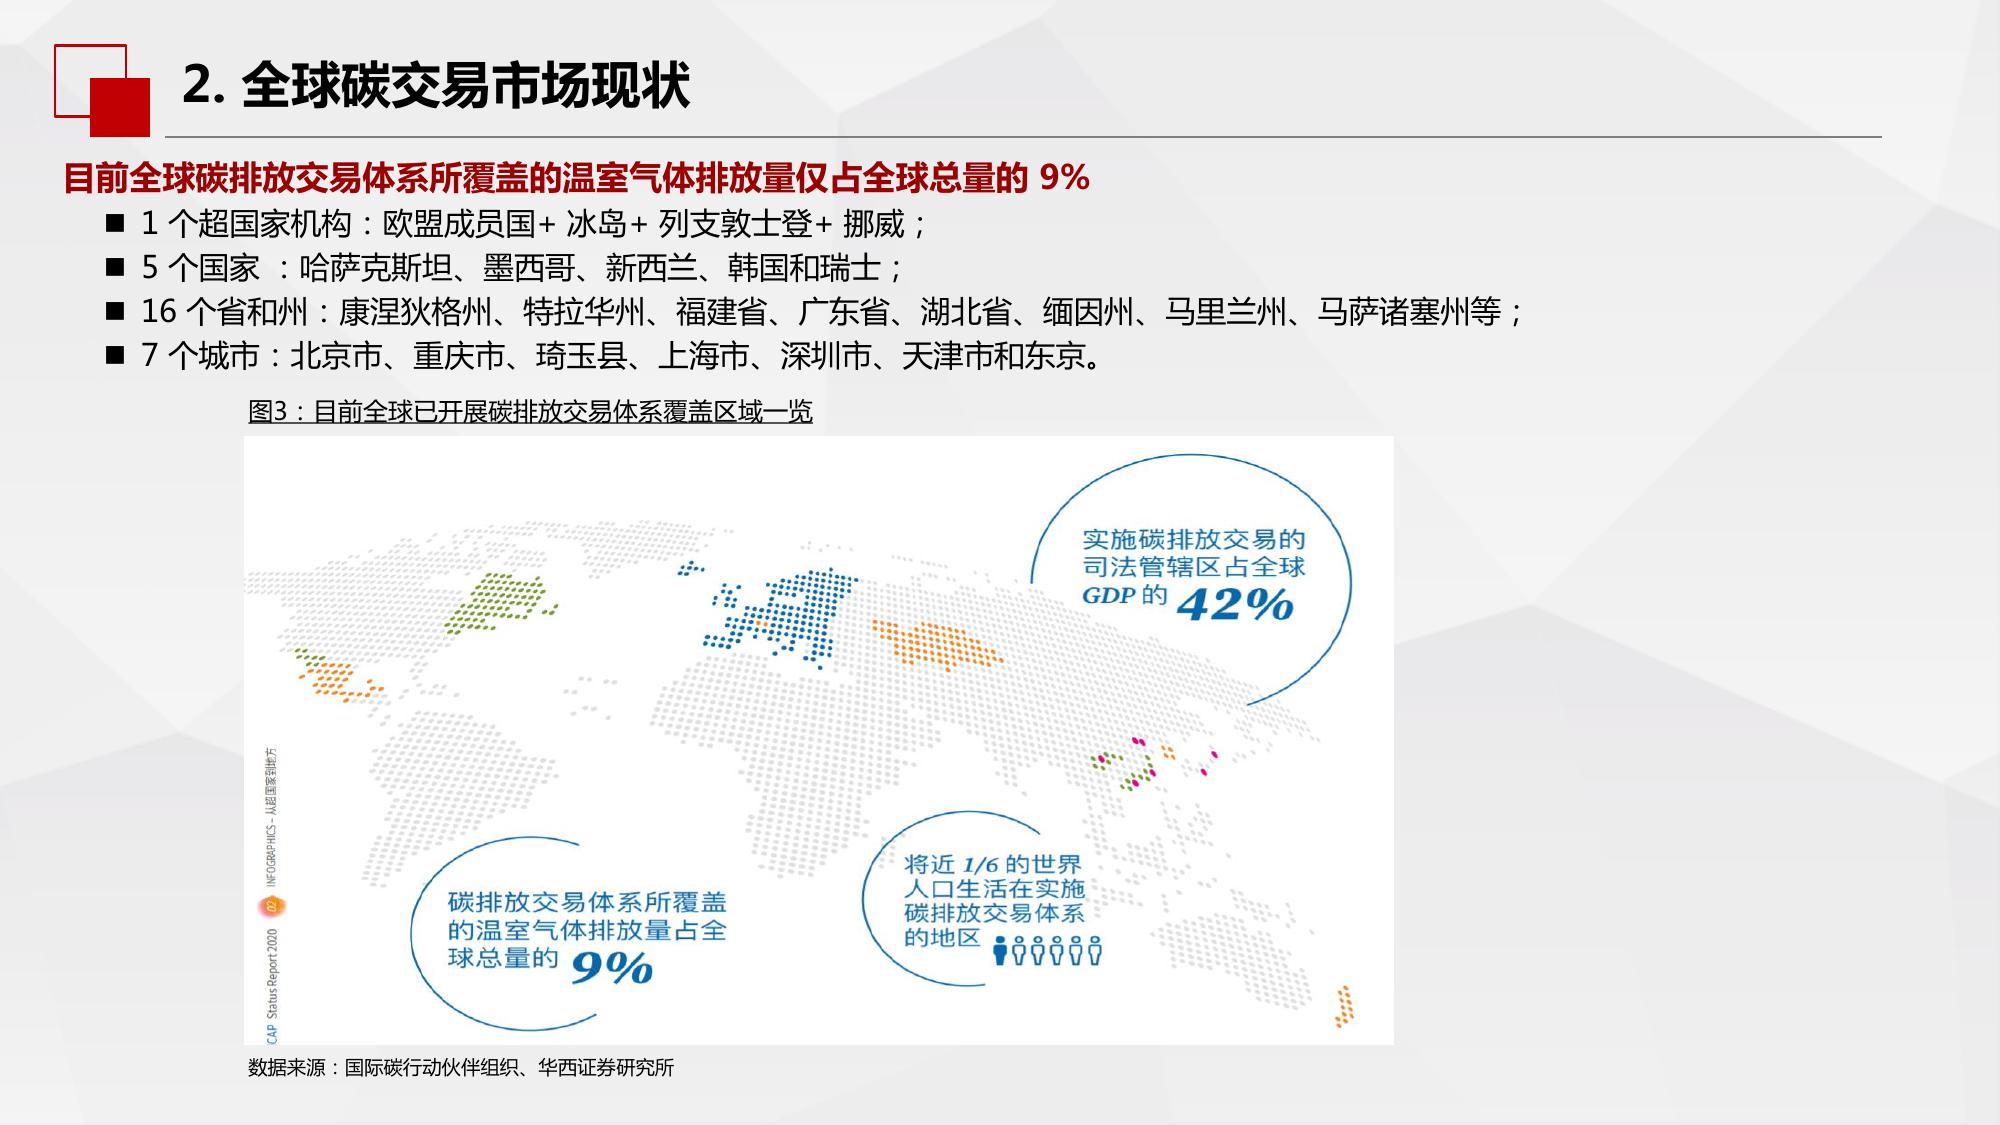 2. 全球碳交易市场现状
目前全球碳排放交易体系所覆盖的温室气体排放量仅占全球总量的 9%
■ 1 个超国家机构：欧盟成员国+ 冰岛+ 列支敦士登+ 挪威；
■ 5 个国家 ：哈萨克斯坦、墨西哥、新西兰、韩国和瑞士；
■ 16 个省和州：康涅狄格州、特拉华州、福建省、广东省、湖北省、缅因州、马里兰州、马萨诸塞州等；
■ 7 个城市：北京市、重庆市、琦玉县、上海市、深圳市、天津市和东京。
图3：目前全球已开展碳排放交易体系覆盖区域一览
实施碳排放交易的
司法管辖区占全球
GDP 的 42%
碳排放交易体系所覆盖
的温室气体排放量占全
球总量的 9%
将近 1/6 的世界
人口生活在实施
碳排放交易体系
的地区
CAP Status Report 2020 02 INFOGRAPHICS – 从超国家到地方
数据来源：国际碳行动伙伴组织、华西证券研究所